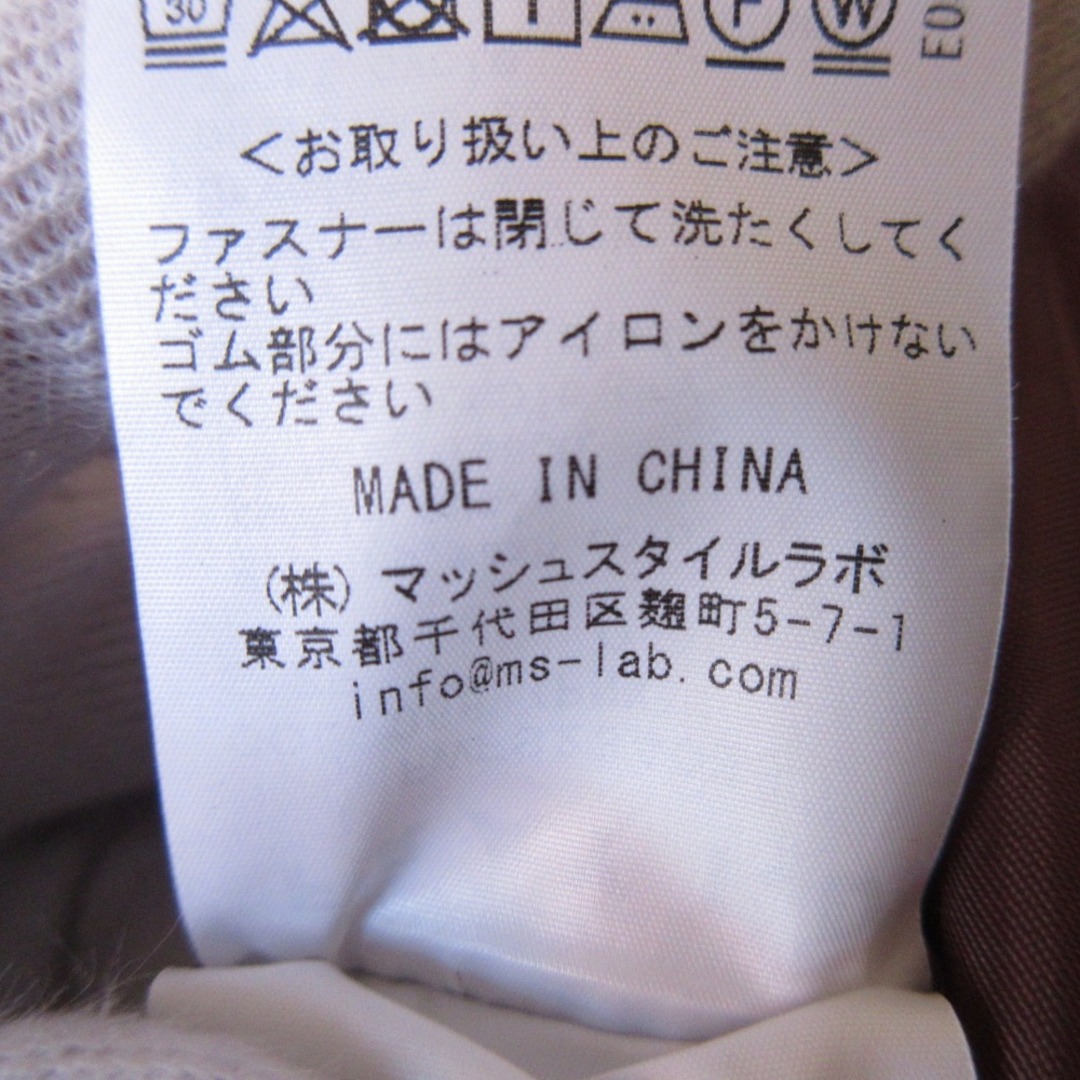 30 F W E0
<お取り扱い上のご注意>
ファスナーは閉じて洗たくしてく
ださい
ゴム部分にはアイロンをかけない
でください
MADE IN CHINA
(株)マッシュスタイルラボ
東京都千代田区麹町5-7-1
info@ms-lab.com